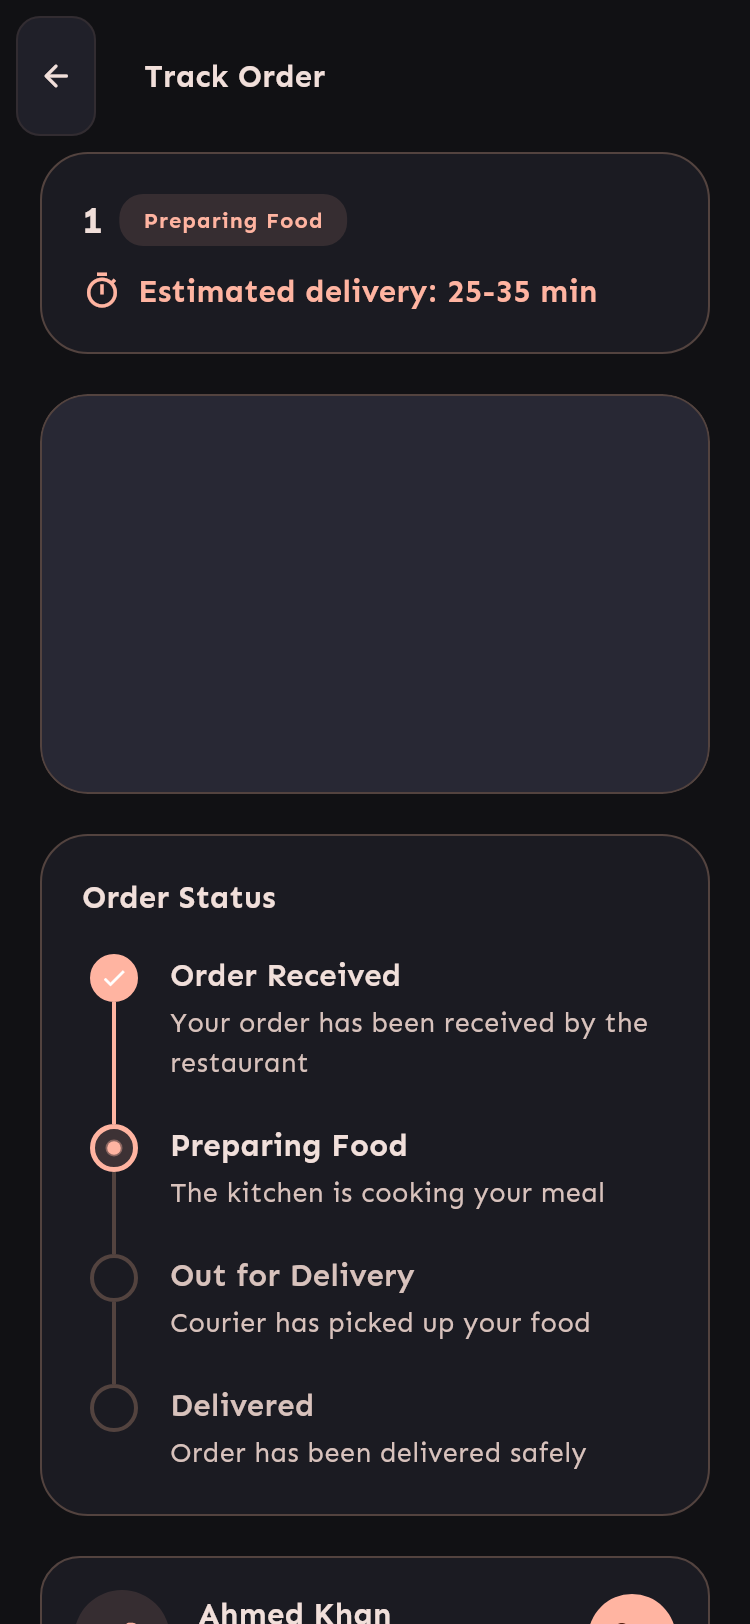 Track Order
1 Preparing Food
Estimated delivery: 25-35 min
Order Status
Order Received
Your order has been received by the
restaurant
Preparing Food
The kitchen is cooking your meal
Out for Delivery
Courier has picked up your food
Delivered
Order has been delivered safely
Ahmed Khan